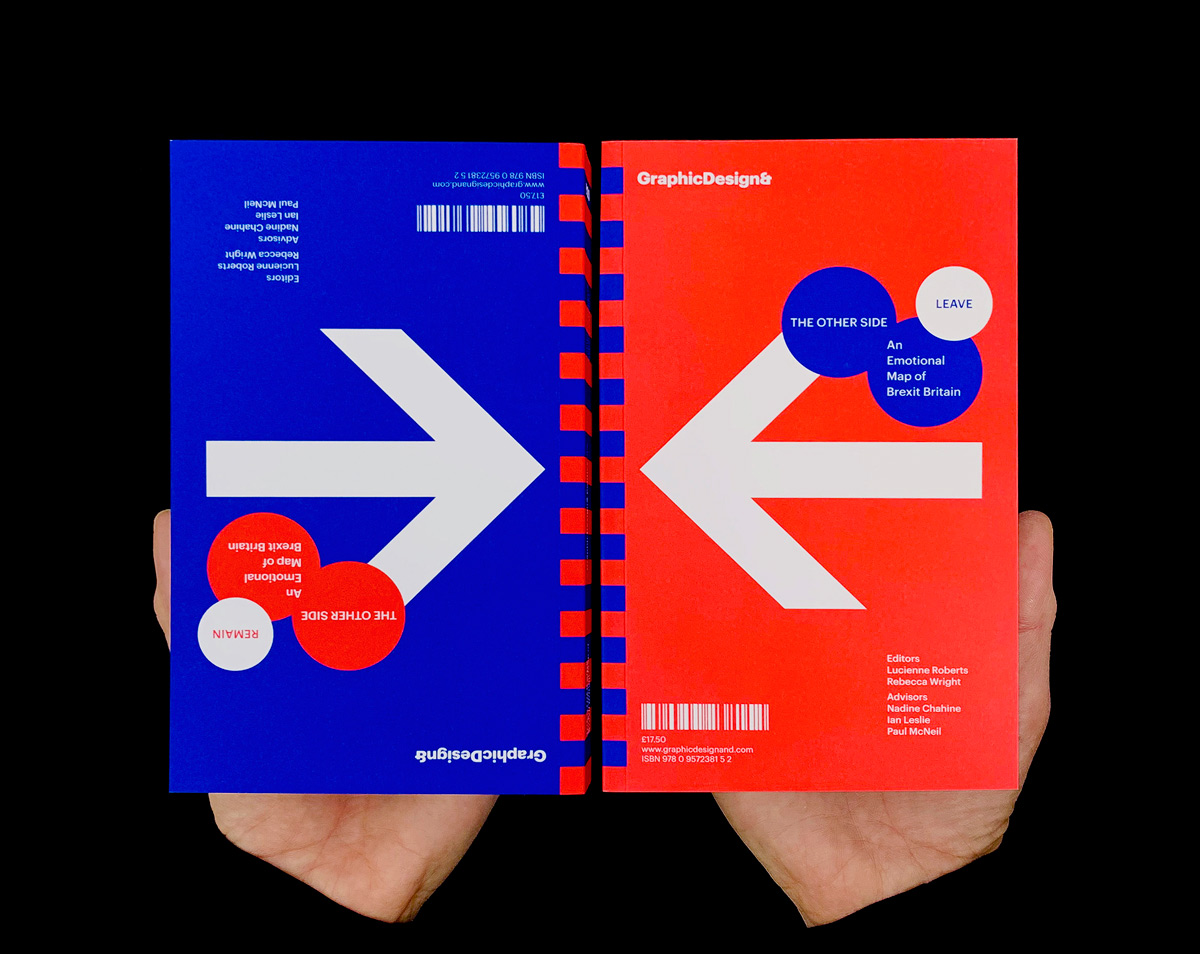 GraphicDesign&
THE OTHER SIDE
An
Emotional
Map of
Brexit Britain
REMAIN
Editors
Lucienne Roberts
Rebecca Wright
Advisors
Nadine Chahine
Ian Leslie
Paul McNeil
£17.50
www.graphicdesignand.com
ISBN 978 0 9572381 5 2
GraphicDesign&
LEAVE
THE OTHER SIDE
An
Emotional
Map of
Brexit Britain
Editors
Lucienne Roberts
Rebecca Wright
Advisors
Nadine Chahine
Ian Leslie
Paul McNeil
£17.50
www.graphicdesignand.com
ISBN 978 0 9572381 5 2